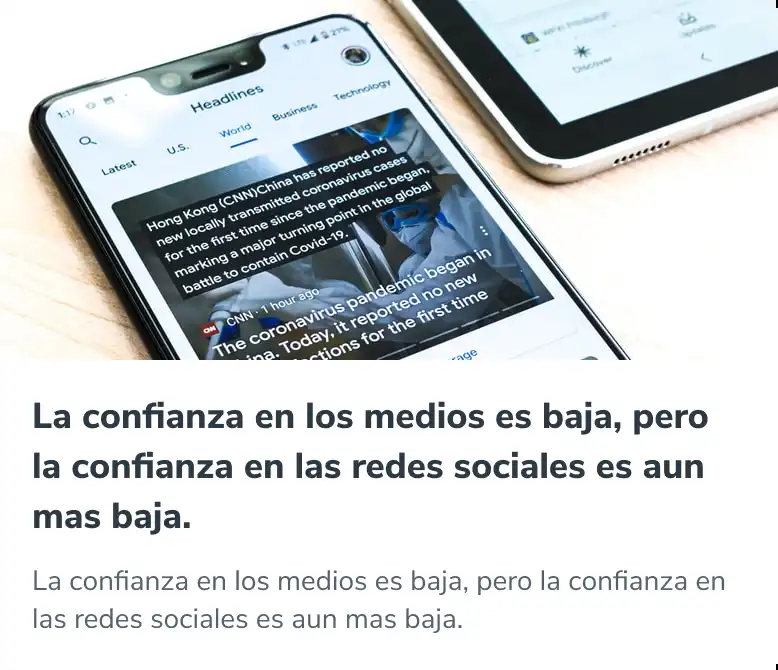 1:17
LTE
27%
Headlines
Latest
U.S.
World
Business
Technology
Hong Kong (CNN)China has reported no
new locally transmitted coronavirus cases
for the first time since the pandemic began,
marking a major turning point in the global
battle to contain Covid-19.
CNN · 1 hour ago
The coronavirus pandemic began in
Today, it reported no new
for the first time
Discover
Updates
La confianza en los medios es baja, pero
la confianza en las redes sociales es aun
mas baja.
La confianza en los medios es baja, pero la confianza en
las redes sociales es aun mas baja.